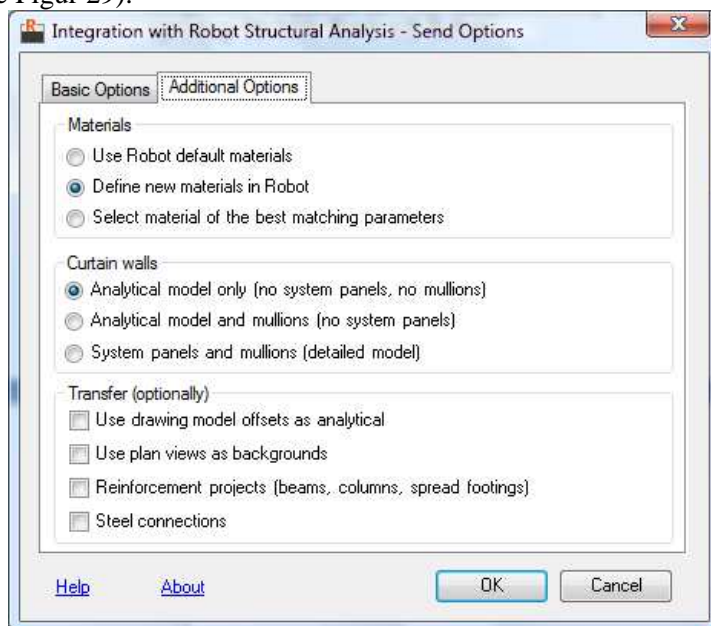 e Figur 29).
R
Integration with Robot Structural Analysis - Send Options
X
Basic Options Additional Options
Materials
Use Robot default materials
Define new materials in Robot
Select material of the best matching parameters
Curtain walls
Analytical model only (no system panels, no mullions)
Analytical model and mullions (no system panels)
System panels and mullions (detailed model)
Transfer (optionally)
Use drawing model offsets as analytical
Use plan views as backgrounds
Reinforcement projects (beams, columns, spread footings)
Steel connections
Help About OK Cancel